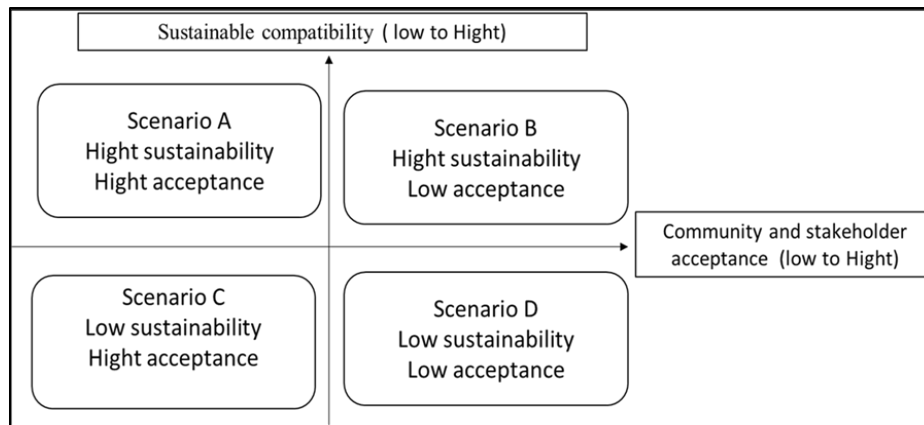 Sustainable compatibility ( low to Hight)
Scenario A
Hight sustainability
Hight acceptance
Scenario B
Hight sustainability
Low acceptance
Community and stakeholder
acceptance (low to Hight)
Scenario C
Low sustainability
Hight acceptance
Scenario D
Low sustainability
Low acceptance